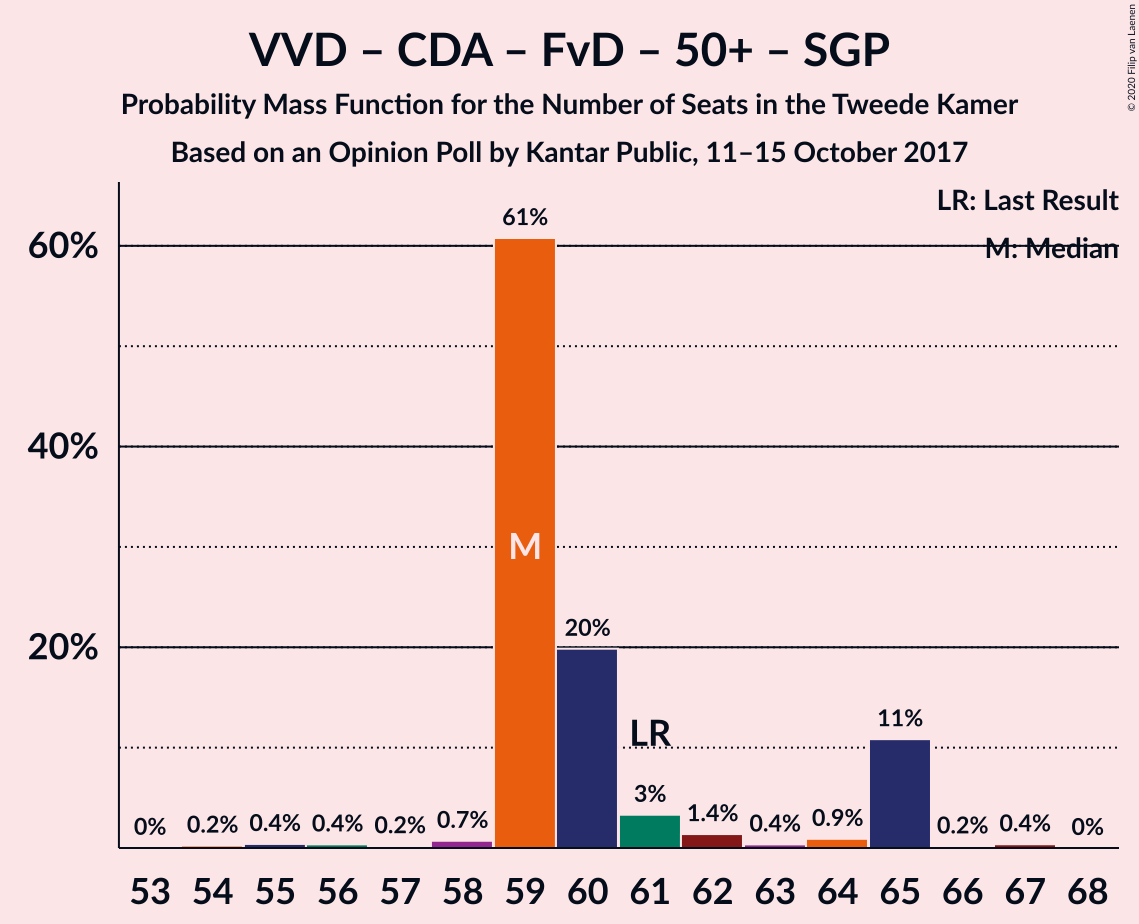 VVD – CDA – FvD – 50+ – SGP
Probability Mass Function for the Number of Seats in the Tweede Kamer
Based on an Opinion Poll by Kantar Public, 11–15 October 2017
© 2020 Filip van Laenen
LR: Last Result
M: Median
60%
40%
20%
61%
M
20%
LR
11%
3%
0% 0.2% 0.4% 0.4% 0.2% 0.7% 1.4% 0.4% 0.9% 0.2% 0.4% 0%
53 54 55 56 57 58 59 60 61 62 63 64 65 66 67 68